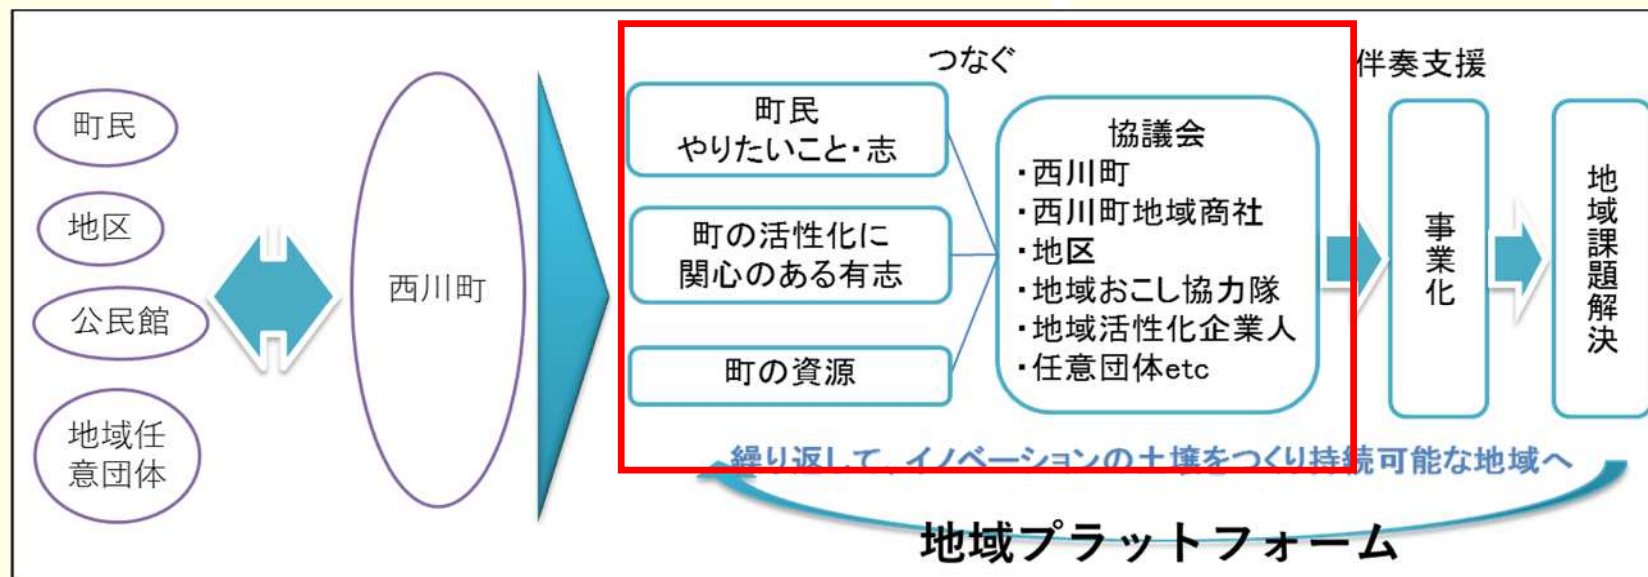 町民
地区
公民館
地域任
意団体
西川町
つなぐ
町民
やりたいこと・志
町の活性化に
関心のある有志
町の資源
協議会
・西川町
・西川町地域商社
・地区
・地域おこし協力隊
・地域活性化企業人
・任意団体etc
伴奏支援
事業化
地域課題解決
繰り返して、イノベーションの土壌をつくり持続可能な地域へ
地域プラットフォーム